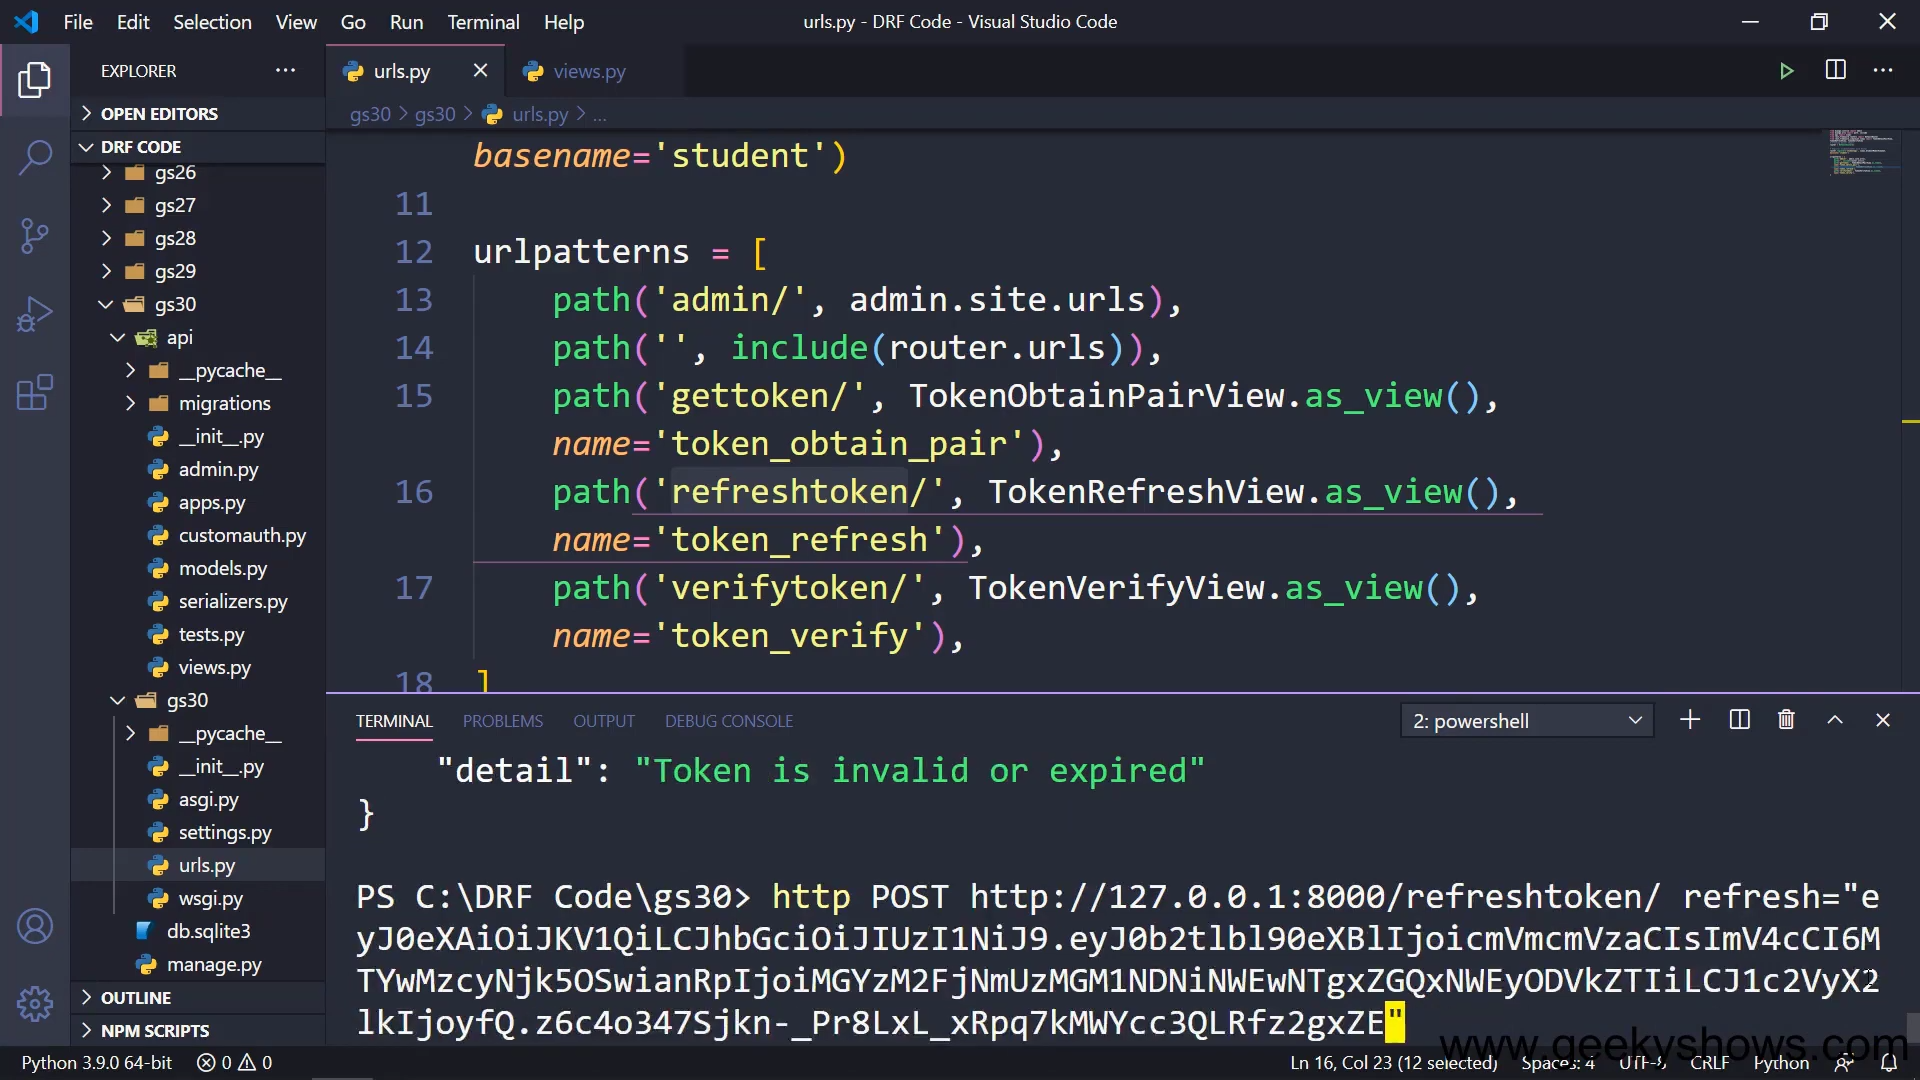 File Edit Selection View Go Run Terminal Help
urls.py - DRF Code - Visual Studio Code
EXPLORER
OPEN EDITORS
DRF CODE
gs26
gs27
gs28
gs29
gs30
api
__pycache__
migrations
__init__.py
admin.py
apps.py
customauth.py
models.py
serializers.py
tests.py
views.py
gs30
__pycache__
__init__.py
asgi.py
settings.py
urls.py
wsgi.py
db.sqlite3
manage.py
OUTLINE
NPM SCRIPTS
urls.py views.py
gs30 > gs30 > urls.py > ...
basename='student')
11
12 urlpatterns = [
13 path('admin/', admin.site.urls),
14 path('', include(router.urls)),
15 path('gettoken/', TokenObtainPairView.as_view(),
name='token_obtain_pair'),
16 path('refreshtoken/', TokenRefreshView.as_view(),
name='token_refresh'),
17 path('verifytoken/', TokenVerifyView.as_view(),
name='token_verify'),
18 ]
TERMINAL PROBLEMS OUTPUT DEBUG CONSOLE
2: powershell
"detail": "Token is invalid or expired"
}
PS C:\DRF Code\gs30> http POST http://127.0.0.1:8000/refreshtoken/ refresh="e
yJ0eXAiOiJKV1QiLCJhbGciOiJIUzI1NiJ9.eyJ0b2tlbl90eXBlIjoicmVmcmVzaCIsImV4cCI6M
TYwMzcyNjk5OSwianRpIjoiMGYzM2FjNmUzMGM1NDNiNWEwNTgxZGQxNWEyODVkZTIiLCJ1c2VyX2
lkIjoyfQ.z6c4o347Sjkn-_Pr8LxL_xRpq7kMWYcc3QLRfz2gxZE"
www.geekyshows.com
Python 3.9.0 64-bit 0 0
Ln 16, Col 23 (12 selected) Spaces: 4 UTF-8 CRLF Python